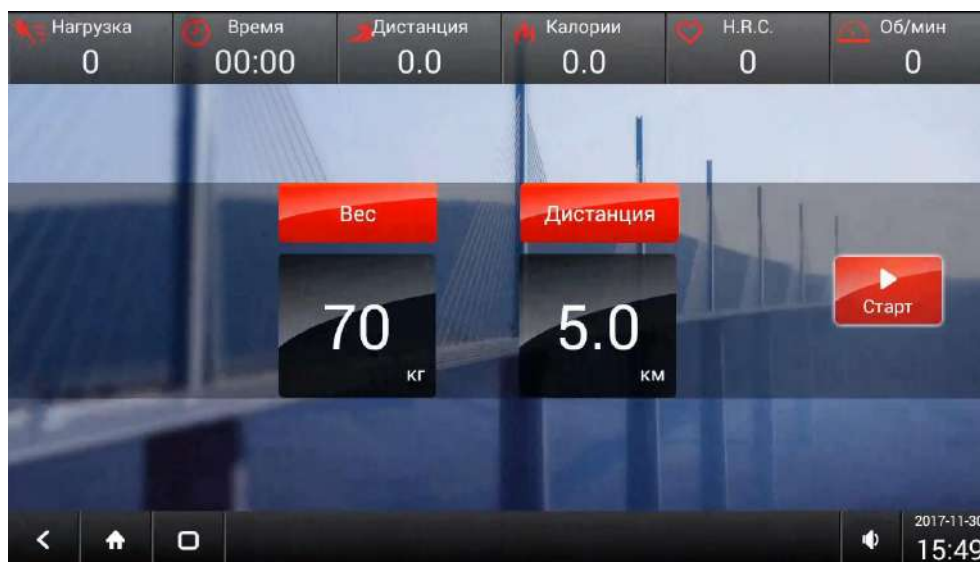 Нагрузка
0
Время
00:00
Дистанция
0.0
Калории
0.0
H.R.C.
0
Об/мин
0
Вес
70
кг
Дистанция
5.0
км
Старт
2017-11-30
15:49